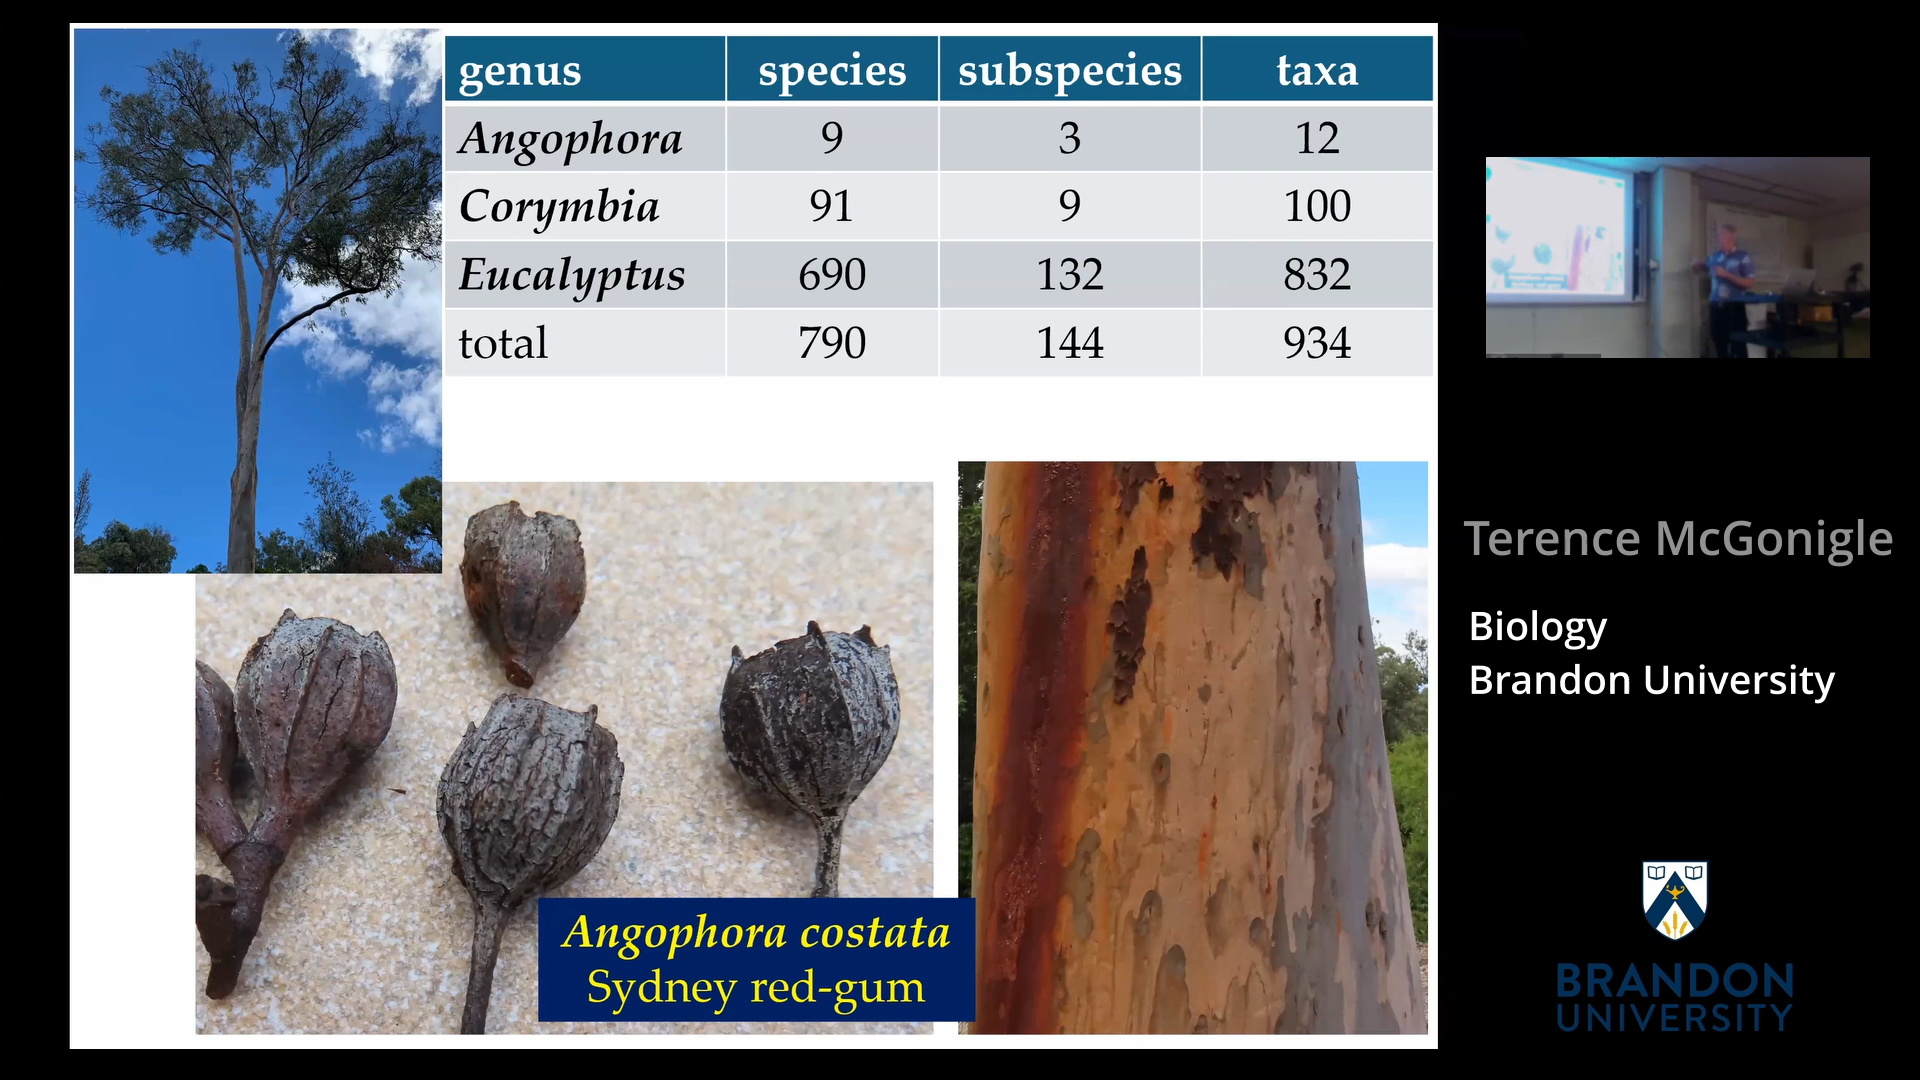 genus species subspecies taxa
Angophora 9 3 12
Corymbia 91 9 100
Eucalyptus 690 132 832
total 790 144 934
Angophora costata
Sydney red-gum
Terence McGonigle
Biology
Brandon University
BRANDON
UNIVERSITY